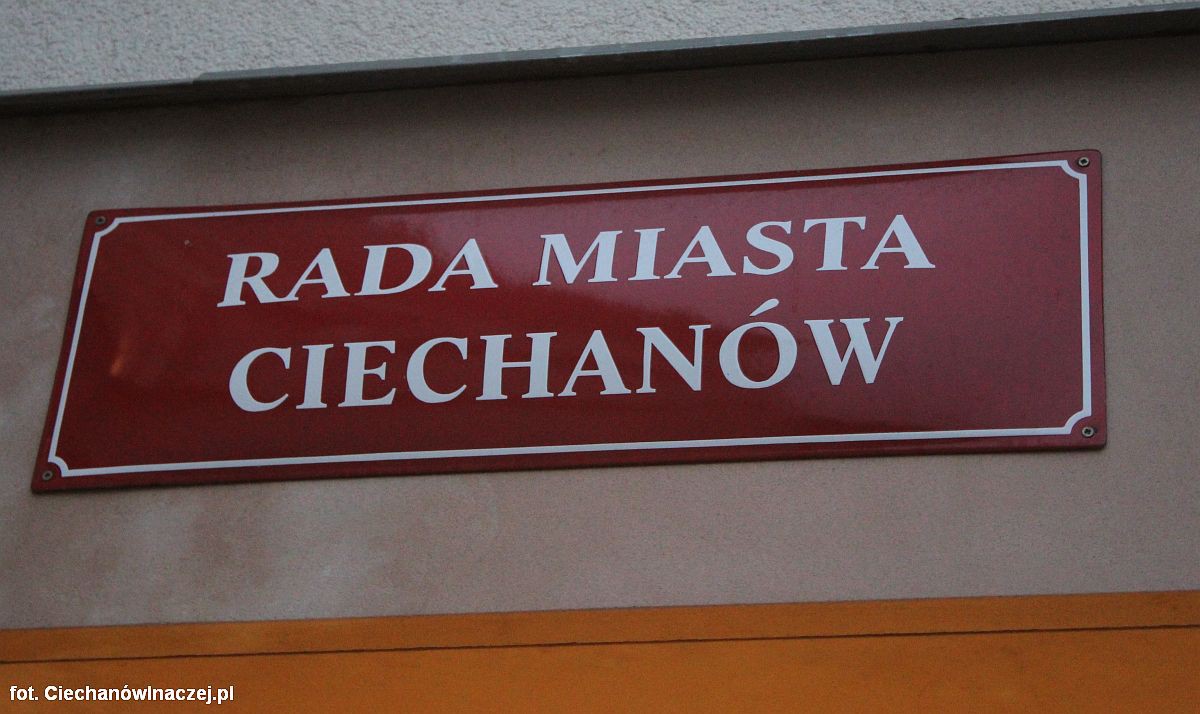 RADA MIASTA
CIECHANÓW
fot. CiechanówInaczej.pl